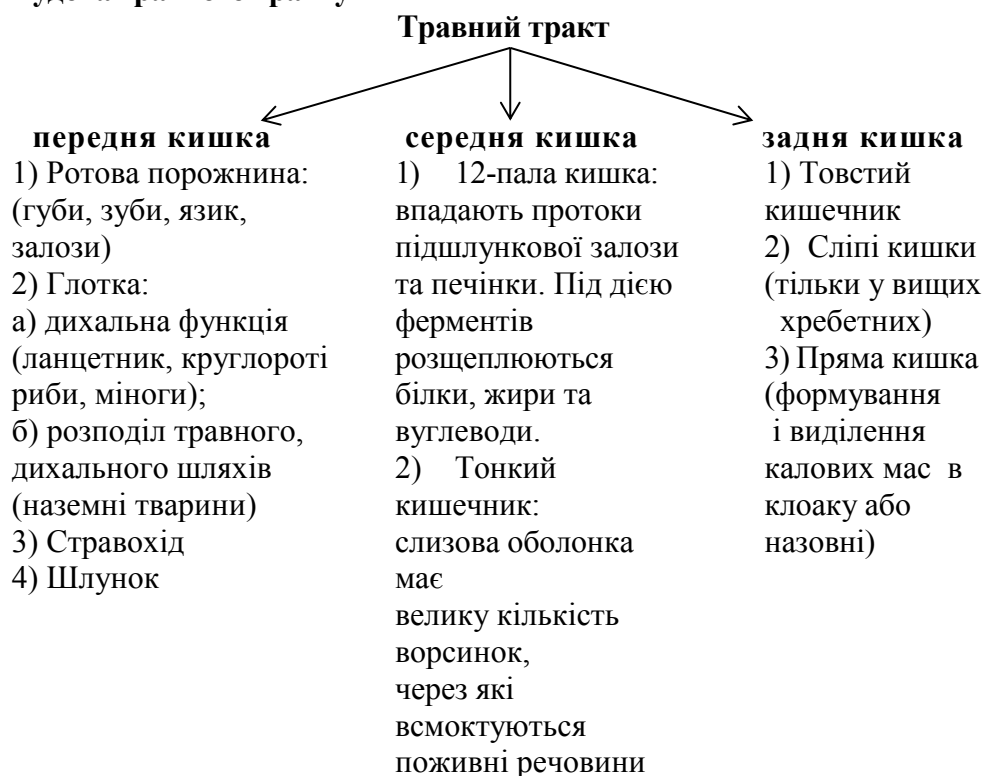 Травний тракт
передня кишка
1) Ротова порожнина:
(губи, зуби, язик,
залози)
2) Глотка:
а) дихальна функція
(ланцетник, круглороті
риби, міноги);
б) розподіл травного,
дихального шляхів
(наземні тварини)
3) Стравохід
4) Шлунок
середня кишка
1) 12-пала кишка:
впадають протоки
підшлункової залози
та печінки. Під дією
ферментів
розщеплюються
білки, жири та
вуглеводи.
2) Тонкий
кишечник:
слизова оболонка
має
велику кількість
ворсинок,
через які
всмоктуються
поживні речовини
задня кишка
1) Товстий
кишечник
2) Сліпі кишки
(тільки у вищих
хребетних)
3) Пряма кишка
(формування
і виділення
калових мас в
клоаку або
назовні)